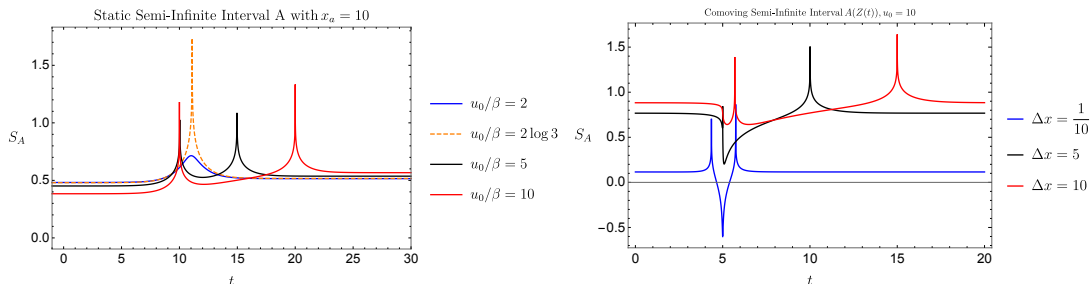 Static Semi-Infinite Interval A with x_a = 10
1.5
1.0
0.5
0.0
S_A
0 5 10 15 20 25 30
t
u_0/β = 2
u_0/β = 2 log 3
u_0/β = 5
u_0/β = 10
Comoving Semi-Infinite Interval A(Z(t)), u_0 = 10
1.5
1.0
0.5
0.0
-0.5
S_A
0 5 10 15 20
t
Δx = 1/10
Δx = 5
Δx = 10